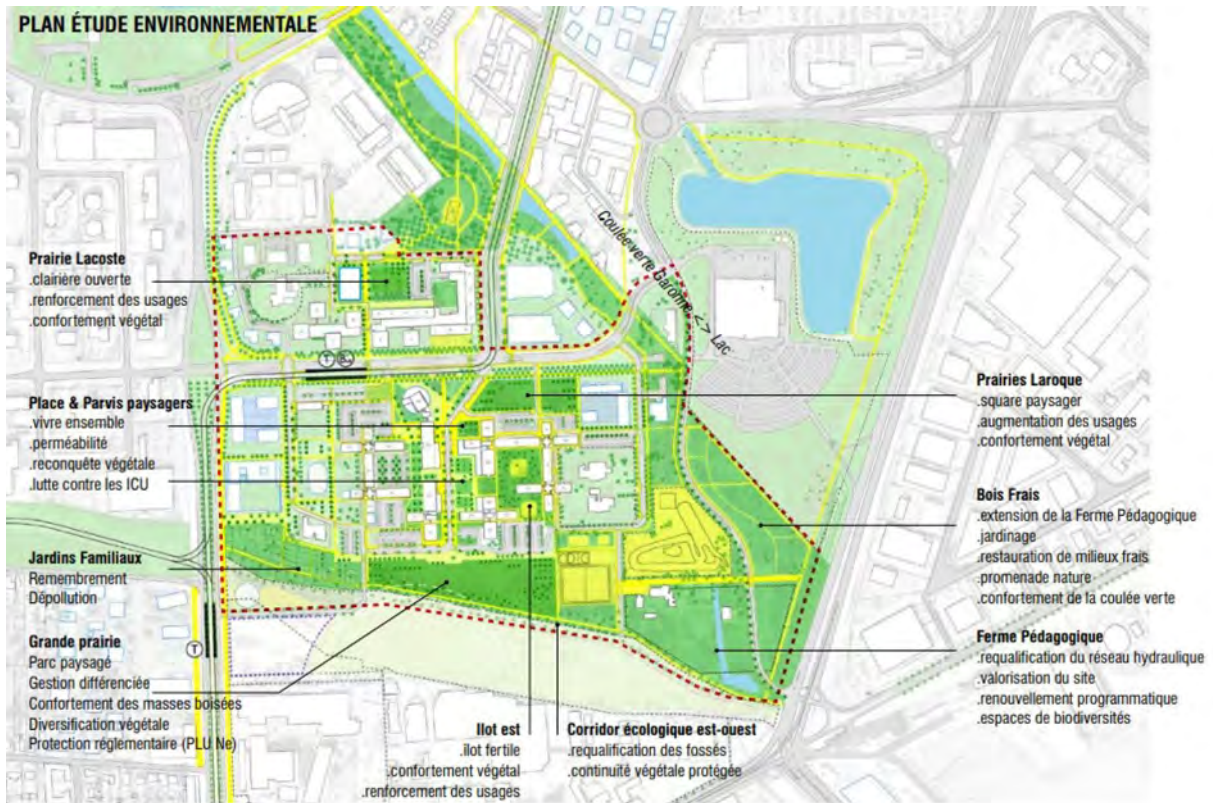 PLAN ÉTUDE ENVIRONNEMENTALE
Prairie Lacoste
.clairière ouverte
.renforcement des usages
.confortement végétal
Place & Parvis paysagers
.vivre ensemble
.perméabilité
.reconquête végétale
.lutte contre les ICU
Jardins Familiaux
Remembrement
Dépollution
Grande prairie
Parc paysagé
Gestion différenciée
Confortement des masses boisées
Diversification végétale
Protection réglementaire (PLU Ne)
Ilot est
.îlot fertile
.confortement végétal
.renforcement des usages
Corridor écologique est-ouest
.requalification des fossés
.continuité végétale protégée
Coulée verte Garonne <-> Lac
Prairies Laroque
.square paysager
.augmentation des usages
.confortement végétal
Bois Frais
.extension de la Ferme Pédagogique
.jardinage
.restauration de milieux frais
.promenade nature
.confortement de la coulée verte
Ferme Pédagogique
.requalification du réseau hydraulique
.valorisation du site
.renouvellement programmatique
.espaces de biodiversités
T
T